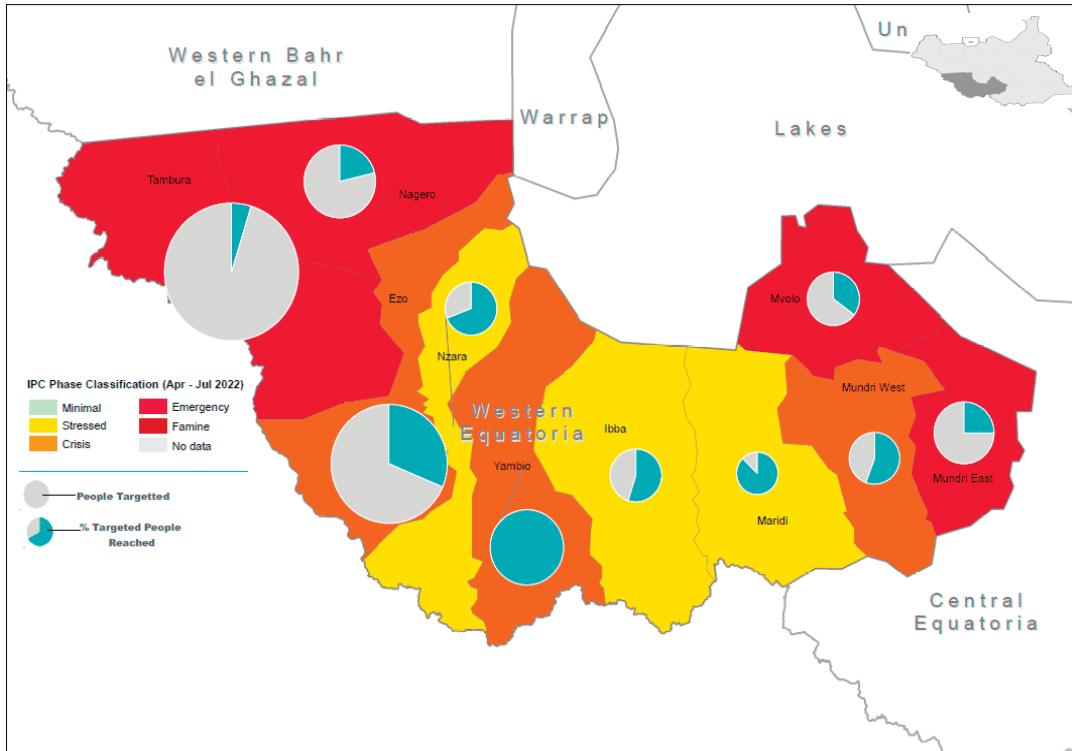 Western Bahr
el Ghazal
Un
Warrap
Lakes
Tambura
Nagero
Ezo
Mvolo
Nzara
Mundri West
IPC Phase Classification (Apr - Jul 2022)
Minimal
Emergency
Stressed
Famine
Crisis
No data
Western
Equatoria
Ibba
Yambio
Mundri East
People Targetted
Maridi
% Targeted People
Reached
Central
Equatoria